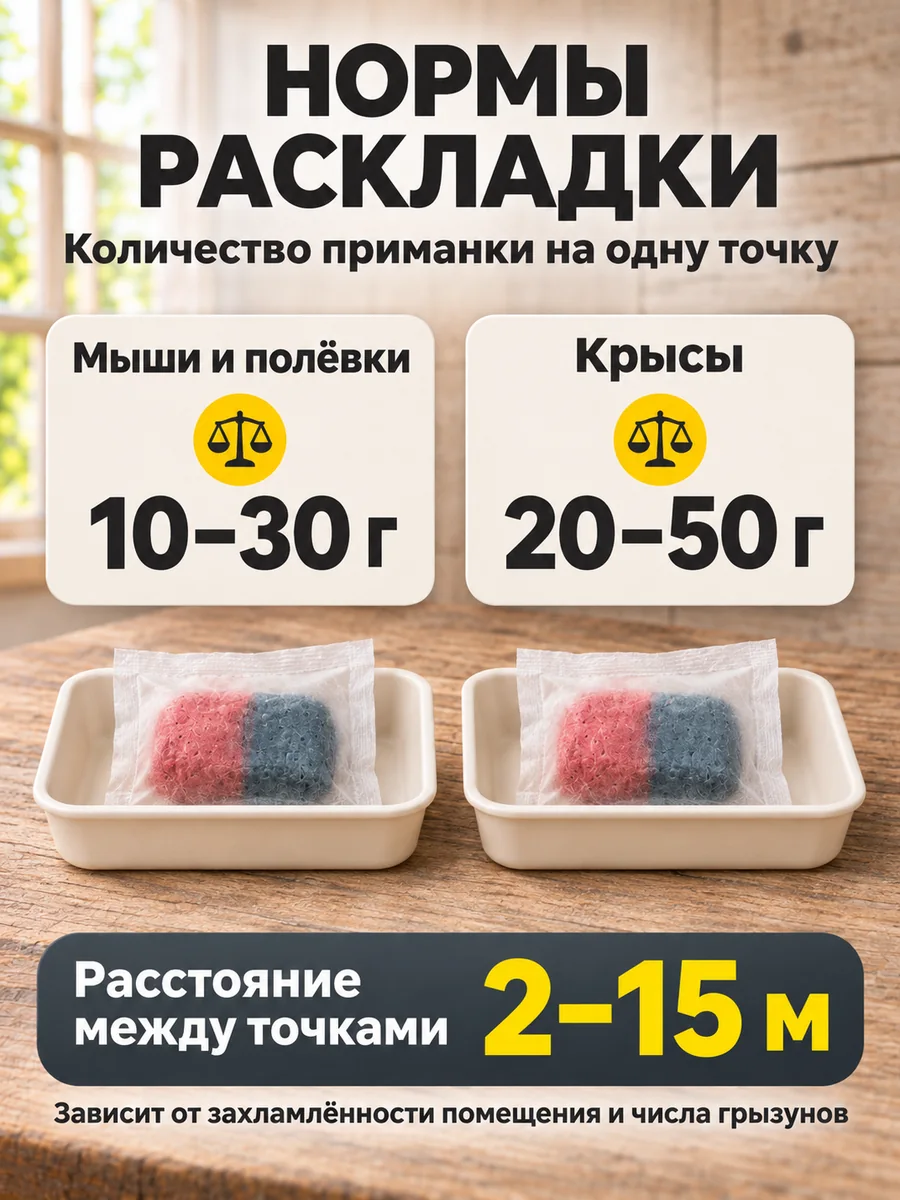 НОРМЫ
РАСКЛАДКИ
Количество приманки на одну точку
Мыши и полёвки
10–30 г
Крысы
20–50 г
Расстояние
между точками
2–15 м
Зависит от захламлённости помещения и числа грызунов